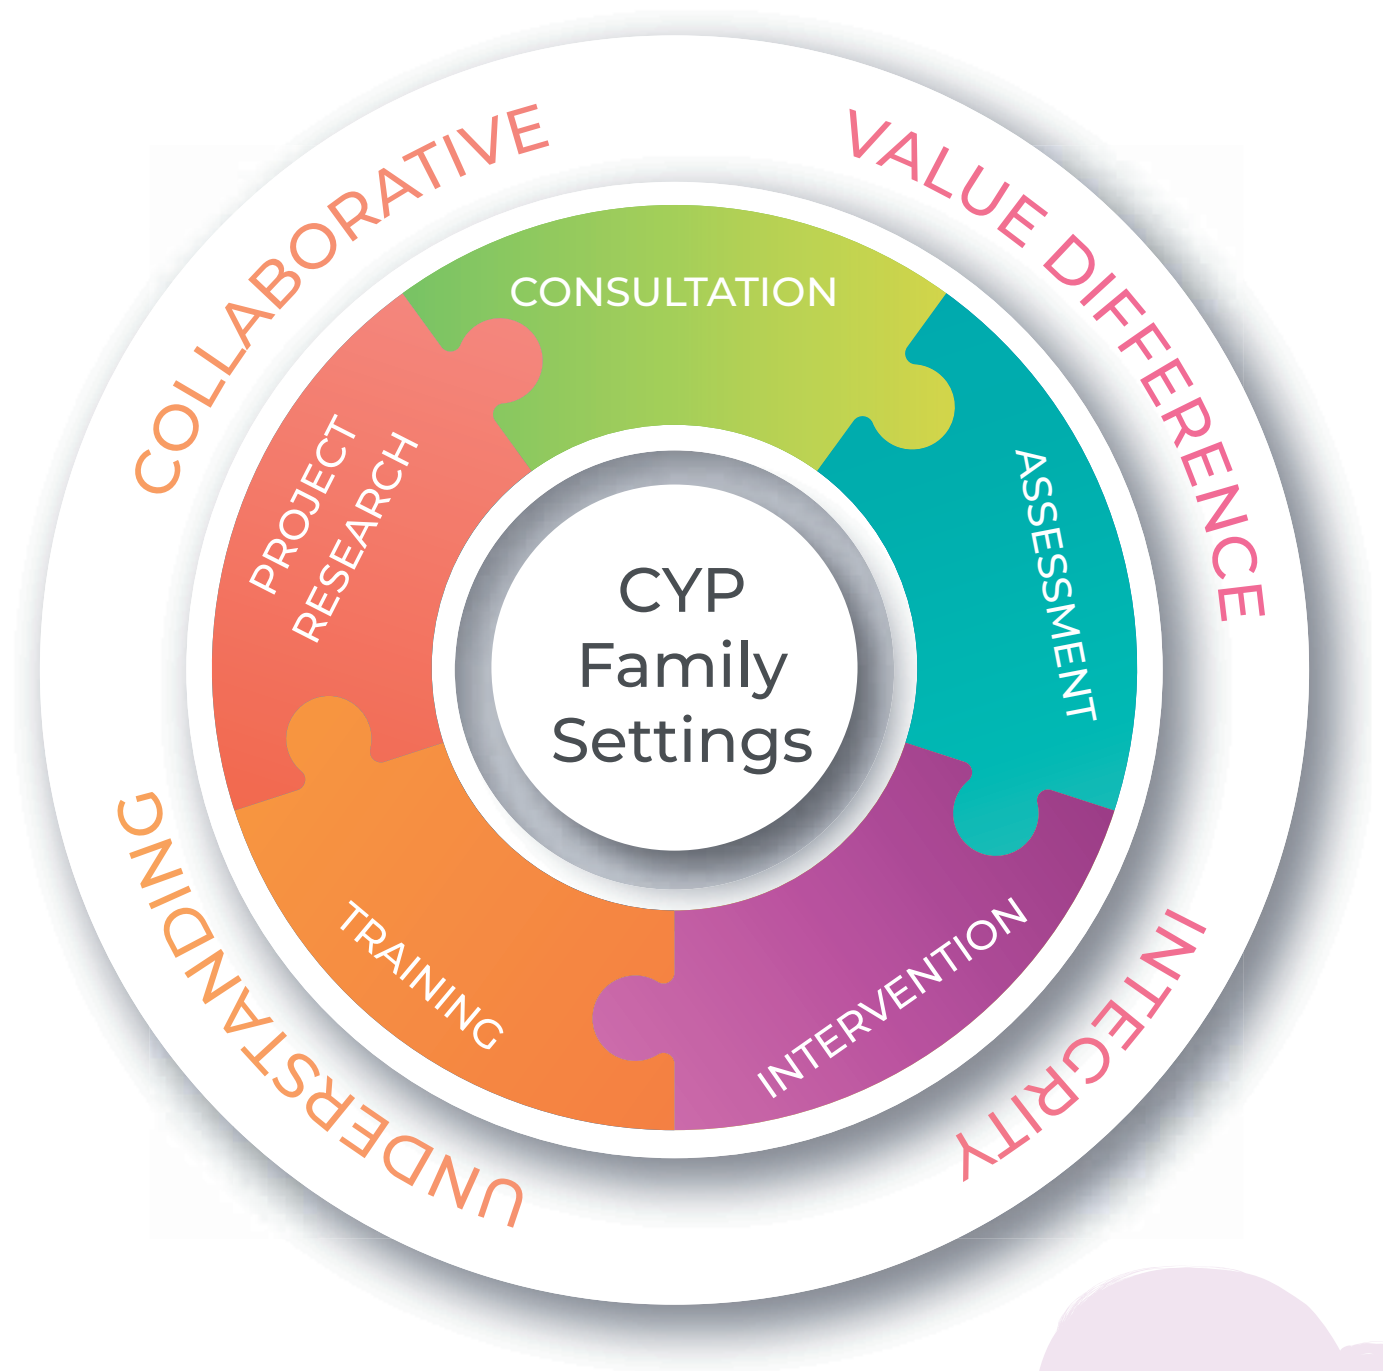 COLLABORATIVE
VALUE DIFFERENCE
INTEGRITY
UNDERSTANDING
CONSULTATION
ASSESSMENT
INTERVENTION
TRAINING
PROJECT
RESEARCH
CYP
Family
Settings